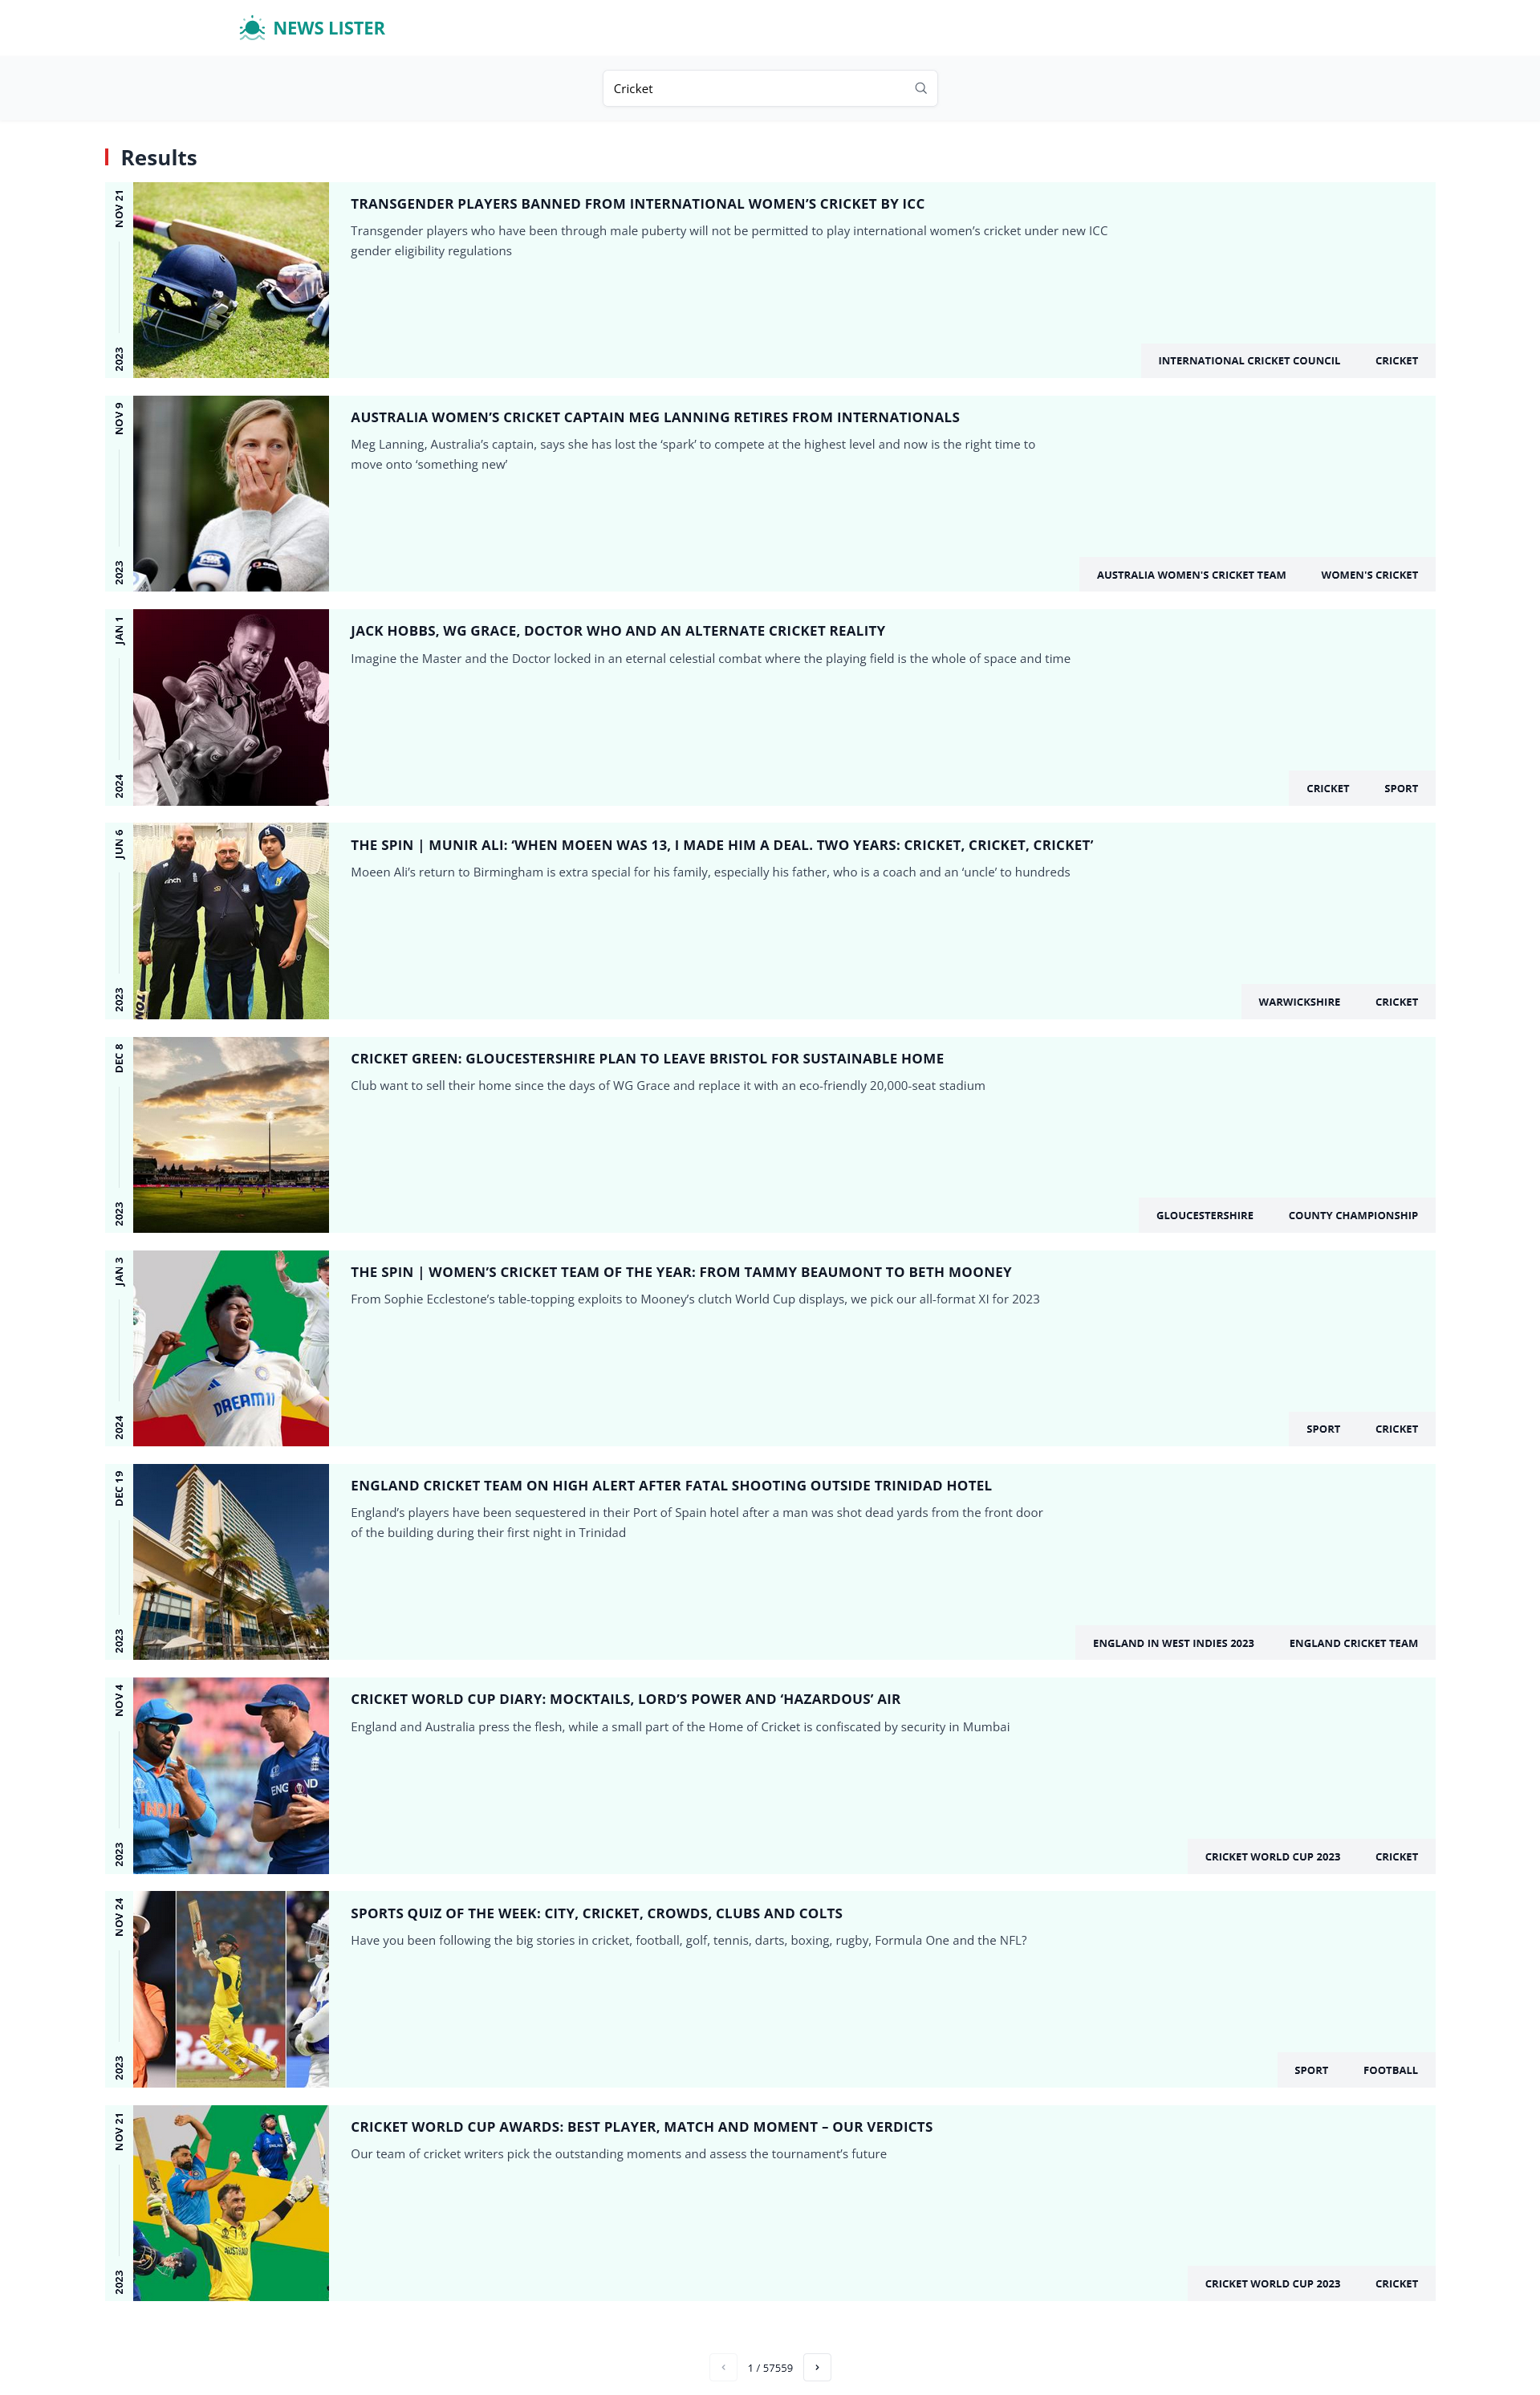 NEWS LISTER
Cricket
Results
NOV 21
2023
TRANSGENDER PLAYERS BANNED FROM INTERNATIONAL WOMEN’S CRICKET BY ICC
Transgender players who have been through male puberty will not be permitted to play international women’s cricket under new ICC
gender eligibility regulations
INTERNATIONAL CRICKET COUNCIL CRICKET
NOV 9
2023
AUSTRALIA WOMEN’S CRICKET CAPTAIN MEG LANNING RETIRES FROM INTERNATIONALS
Meg Lanning, Australia’s captain, says she has lost the ‘spark’ to compete at the highest level and now is the right time to
move onto ‘something new’
AUSTRALIA WOMEN'S CRICKET TEAM WOMEN'S CRICKET
JAN 1
2024
JACK HOBBS, WG GRACE, DOCTOR WHO AND AN ALTERNATE CRICKET REALITY
Imagine the Master and the Doctor locked in an eternal celestial combat where the playing field is the whole of space and time
CRICKET SPORT
JUN 6
2023
THE SPIN | MUNIR ALI: ‘WHEN MOEEN WAS 13, I MADE HIM A DEAL. TWO YEARS: CRICKET, CRICKET, CRICKET’
Moeen Ali’s return to Birmingham is extra special for his family, especially his father, who is a coach and an ‘uncle’ to hundreds
WARWICKSHIRE CRICKET
DEC 8
2023
CRICKET GREEN: GLOUCESTERSHIRE PLAN TO LEAVE BRISTOL FOR SUSTAINABLE HOME
Club want to sell their home since the days of WG Grace and replace it with an eco-friendly 20,000-seat stadium
GLOUCESTERSHIRE COUNTY CHAMPIONSHIP
JAN 3
2024
DREAM11
THE SPIN | WOMEN’S CRICKET TEAM OF THE YEAR: FROM TAMMY BEAUMONT TO BETH MOONEY
From Sophie Ecclestone’s table-topping exploits to Mooney’s clutch World Cup displays, we pick our all-format XI for 2023
SPORT CRICKET
DEC 19
2023
ENGLAND CRICKET TEAM ON HIGH ALERT AFTER FATAL SHOOTING OUTSIDE TRINIDAD HOTEL
England’s players have been sequestered in their Port of Spain hotel after a man was shot dead yards from the front door
of the building during their first night in Trinidad
ENGLAND IN WEST INDIES 2023 ENGLAND CRICKET TEAM
NOV 4
2023
INDIA
CRICKET WORLD CUP DIARY: MOCKTAILS, LORD’S POWER AND ‘HAZARDOUS’ AIR
England and Australia press the flesh, while a small part of the Home of Cricket is confiscated by security in Mumbai
CRICKET WORLD CUP 2023 CRICKET
NOV 24
2023
SPORTS QUIZ OF THE WEEK: CITY, CRICKET, CROWDS, CLUBS AND COLTS
Have you been following the big stories in cricket, football, golf, tennis, darts, boxing, rugby, Formula One and the NFL?
SPORT FOOTBALL
NOV 21
2023
CRICKET WORLD CUP AWARDS: BEST PLAYER, MATCH AND MOMENT – OUR VERDICTS
Our team of cricket writers pick the outstanding moments and assess the tournament’s future
CRICKET WORLD CUP 2023 CRICKET
1 / 57559